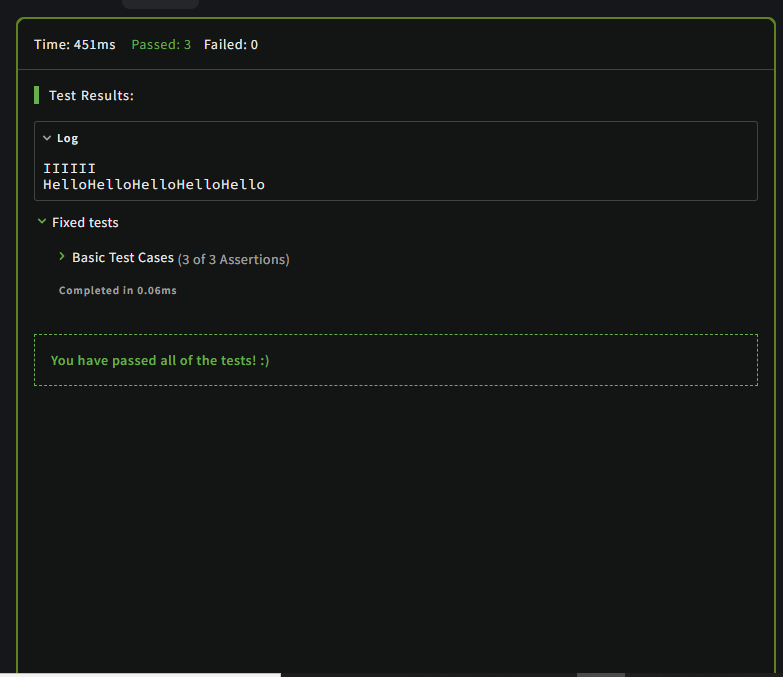 Time: 451ms Passed: 3 Failed: 0
Test Results:
Log
IIIIII
HelloHelloHelloHelloHello
Fixed tests
Basic Test Cases (3 of 3 Assertions)
Completed in 0.06ms
You have passed all of the tests! :)